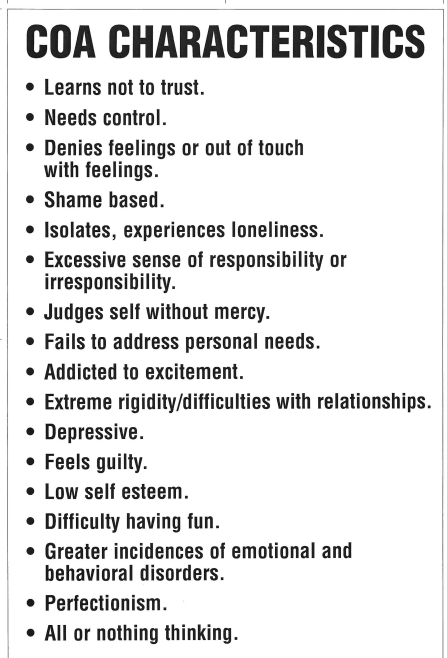 COA CHARACTERISTICS
• Learns not to trust.
• Needs control.
• Denies feelings or out of touch
with feelings.
• Shame based.
• Isolates, experiences loneliness.
• Excessive sense of responsibility or
irresponsibility.
• Judges self without mercy.
• Fails to address personal needs.
• Addicted to excitement.
• Extreme rigidity/difficulties with relationships.
• Depressive.
• Feels guilty.
• Low self esteem.
• Difficulty having fun.
• Greater incidences of emotional and
behavioral disorders.
• Perfectionism.
• All or nothing thinking.